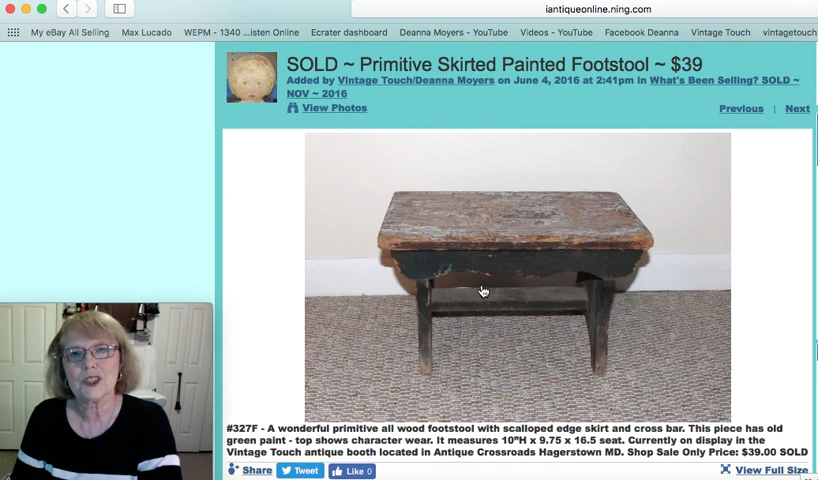 iantiqueonline.ning.com
My eBay All Selling
Max Lucado
WEPM - 1340 ...isten Online
Ecrater dashboard
Deanna Moyers - YouTube
Videos - YouTube
Facebook Deanna
Vintage Touch
vintagetouch
SOLD ~ Primitive Skirted Painted Footstool ~ $39
Added by Vintage Touch/Deanna Moyers on June 4, 2016 at 2:41pm in What's Been Selling? SOLD ~
NOV ~ 2016
View Photos
Previous | Next
#327F - A wonderful primitive all wood footstool with scalloped edge skirt and cross bar. This piece has old
green paint - top shows character wear. It measures 10”H x 9.75 x 16.5 seat. Currently on display in the
Vintage Touch antique booth located in Antique Crossroads Hagerstown MD. Shop Sale Only Price: $39.00 SOLD
Share
Tweet
Like 0
View Full Size